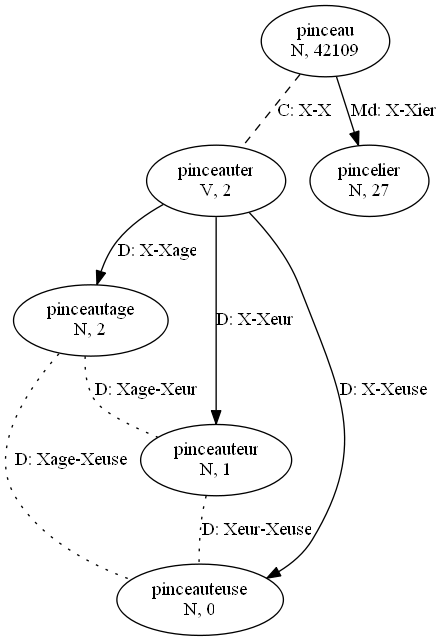 pinceau
N, 42109
C: X-X
Md: X-Xier
pinceauter
V, 2
pincelier
N, 27
D: X-Xage
pinceautage
N, 2
D: X-Xeur
D: X-Xeuse
D: Xage-Xeur
D: Xage-Xeuse
pinceauteur
N, 1
D: Xeur-Xeuse
pinceauteuse
N, 0